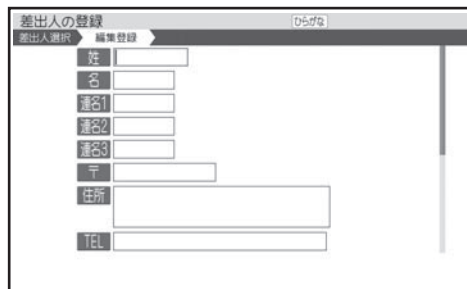 差出人の登録 ひらがな
差出人選択 編集登録
姓
名
連名1
連名2
連名3
〒
住所
TEL